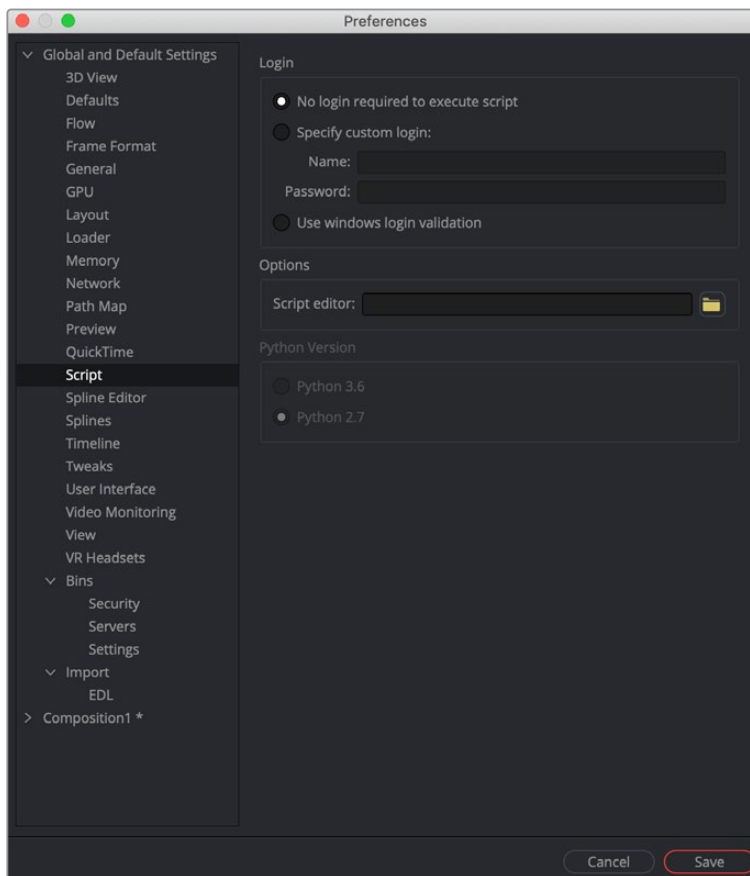 Preferences
Global and Default Settings
3D View
Defaults
Flow
Frame Format
General
GPU
Layout
Loader
Memory
Network
Path Map
Preview
QuickTime
Script
Spline Editor
Splines
Timeline
Tweaks
User Interface
Video Monitoring
View
VR Headsets
Bins
Security
Servers
Settings
Import
EDL
Composition1 *
Login
No login required to execute script
Specify custom login:
Name:
Password:
Use windows login validation
Options
Script editor:
Python Version
Python 3.6
Python 2.7
Cancel
Save